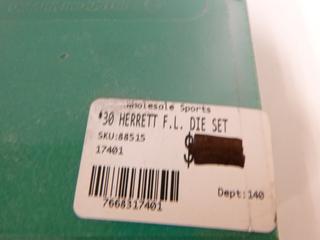 Wholesale Sports
'30 HERRETT F.L. DIE SET
SKU:88515
17401
$
Dept:140
7668317401